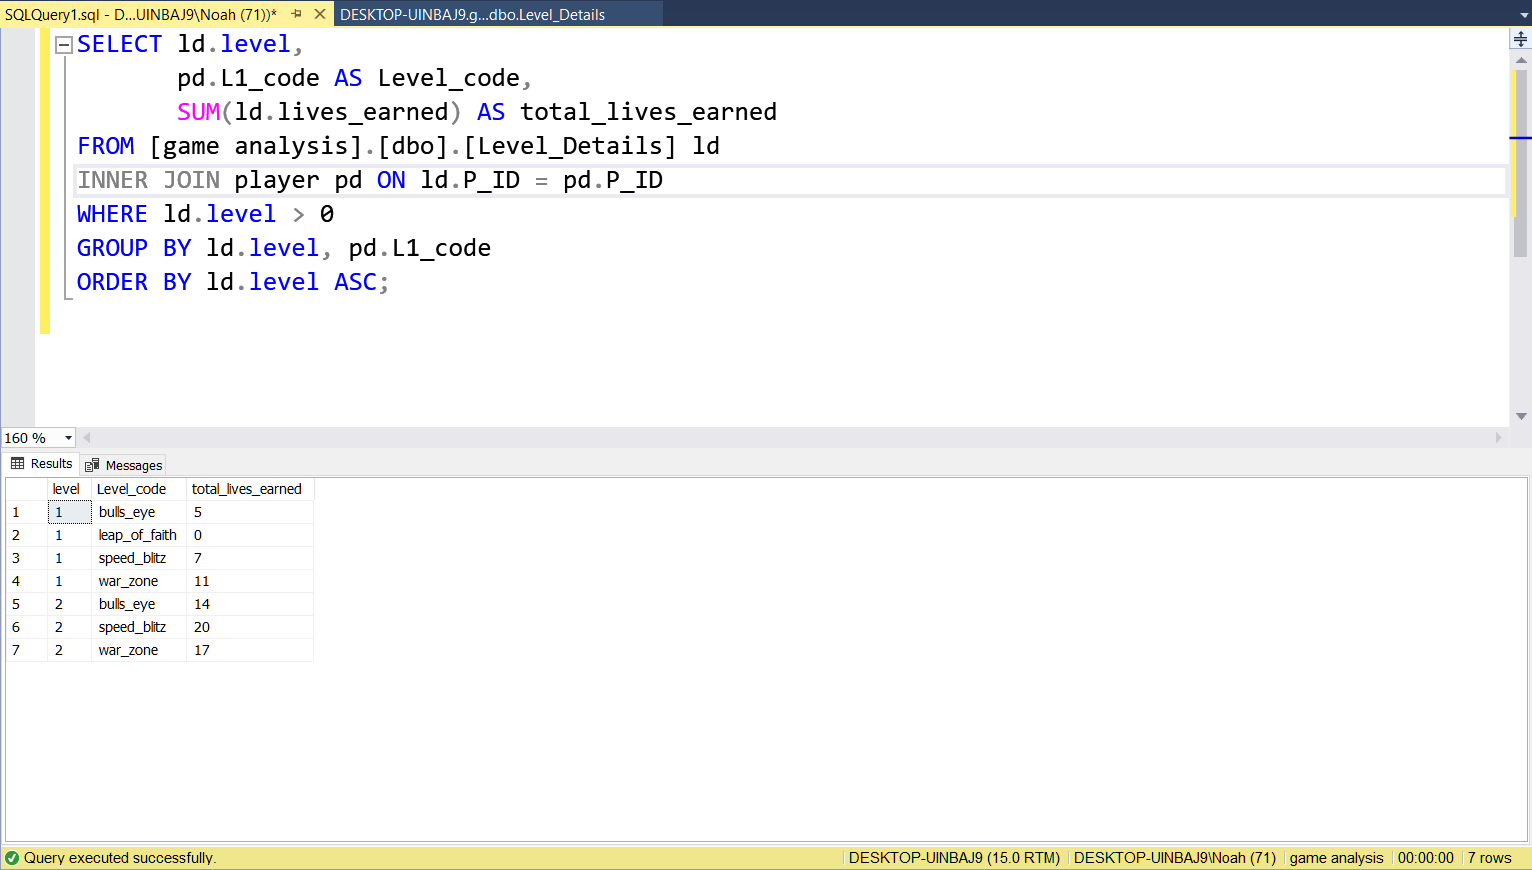 SQLQuery1.sql - D...UINBAJ9\Noah (71))* DESKTOP-UINBAJ9.g...dbo.Level_Details
SELECT ld.level,
pd.L1_code AS Level_code,
SUM(ld.lives_earned) AS total_lives_earned
FROM [game analysis].[dbo].[Level_Details] ld
INNER JOIN player pd ON ld.P_ID = pd.P_ID
WHERE ld.level > 0
GROUP BY ld.level, pd.L1_code
ORDER BY ld.level ASC;
160 %
Results Messages
level Level_code total_lives_earned
1 1 bulls_eye 5
2 1 leap_of_faith 0
3 1 speed_blitz 7
4 1 war_zone 11
5 2 bulls_eye 14
6 2 speed_blitz 20
7 2 war_zone 17
Query executed successfully. DESKTOP-UINBAJ9 (15.0 RTM) DESKTOP-UINBAJ9\Noah (71) game analysis 00:00:00 7 rows